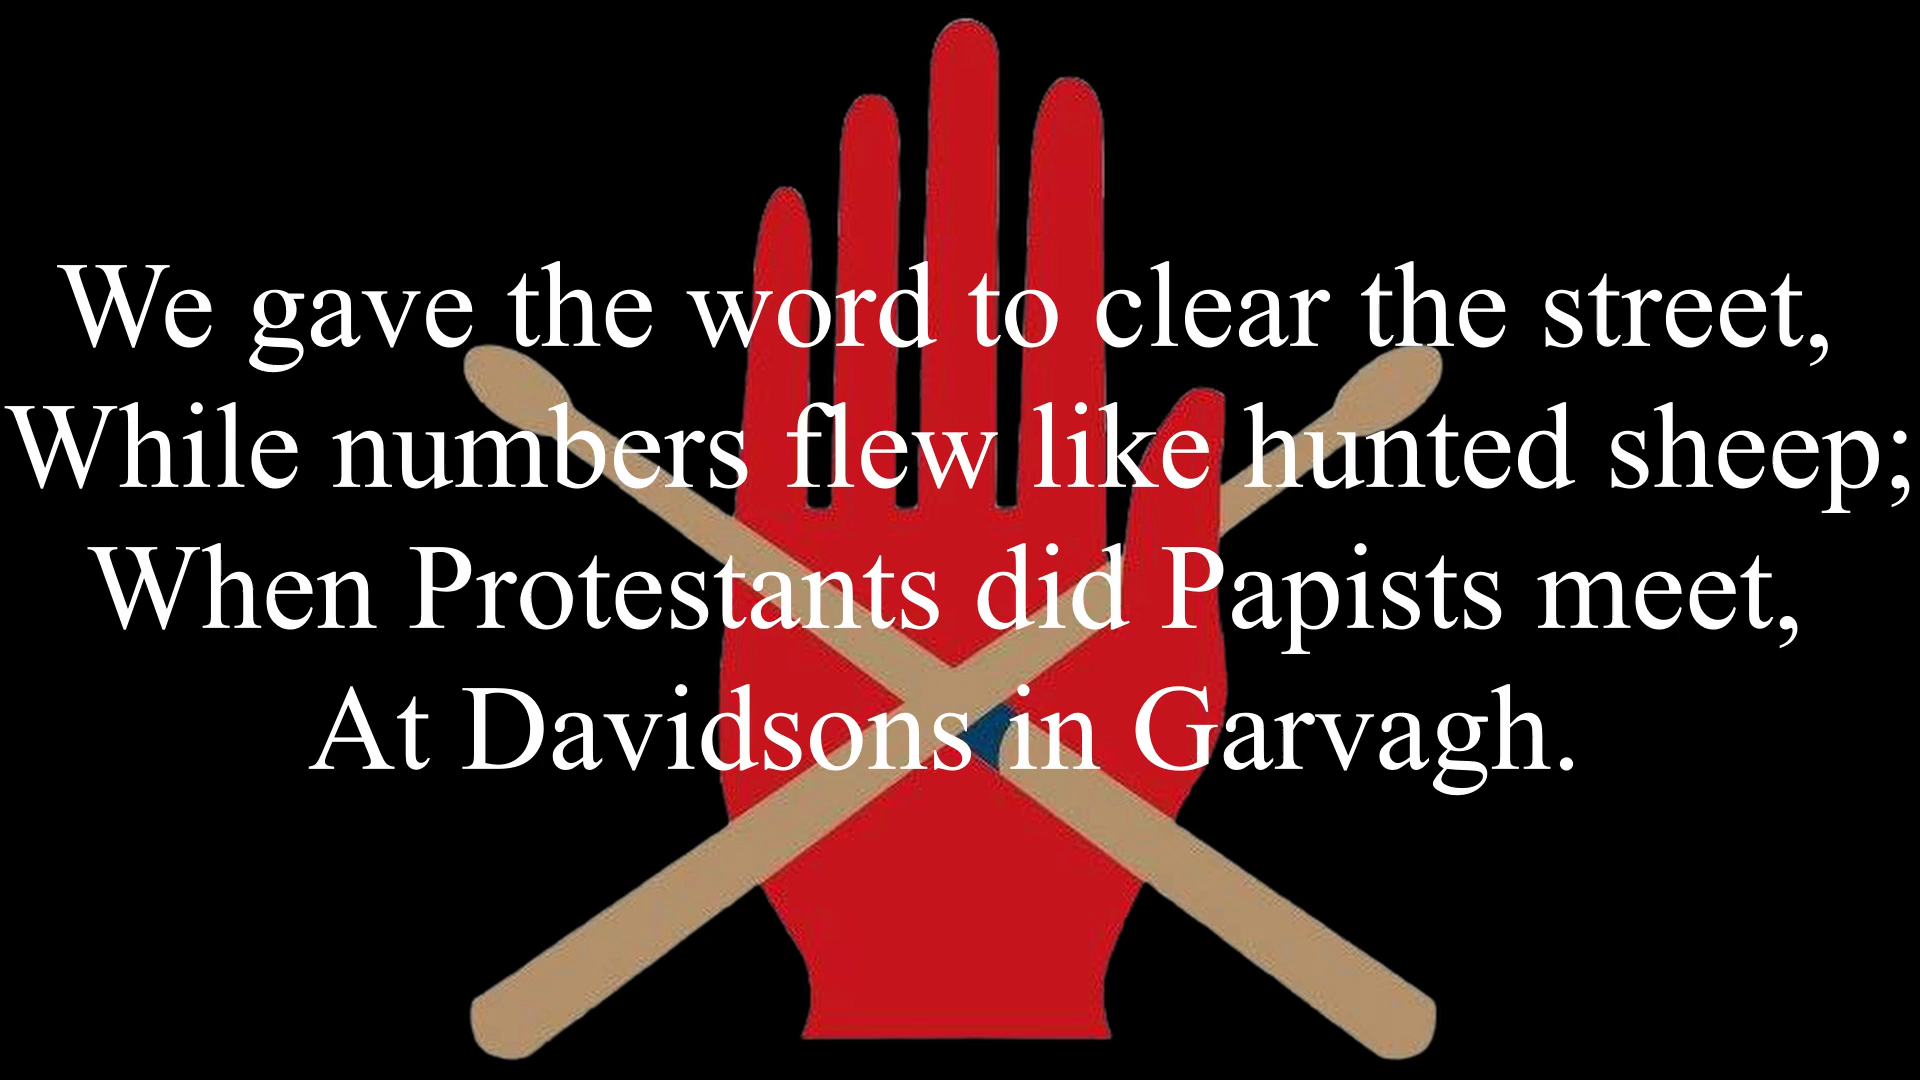 We gave the word to clear the street,
While numbers flew like hunted sheep;
When Protestants did Papists meet,
At Davidsons in Garvagh.